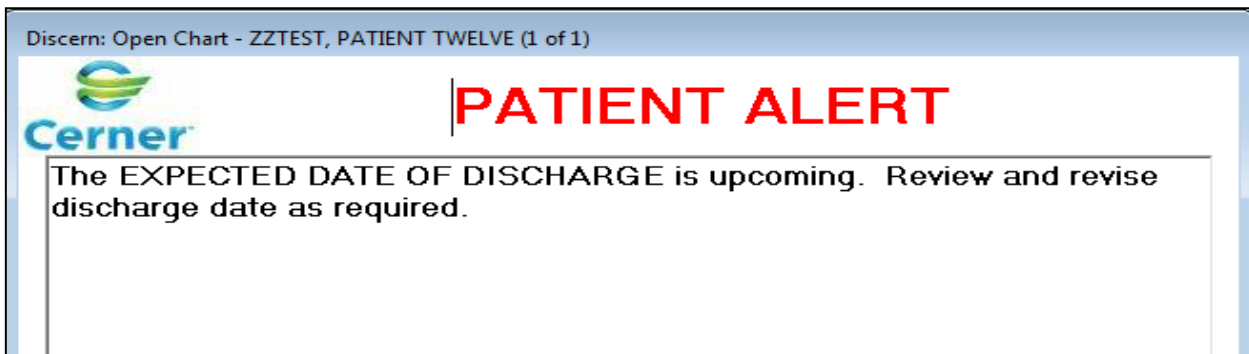 Discern: Open Chart - ZZTEST, PATIENT TWELVE (1 of 1)
Cerner
PATIENT ALERT
The EXPECTED DATE OF DISCHARGE is upcoming.  Review and revise
discharge date as required.